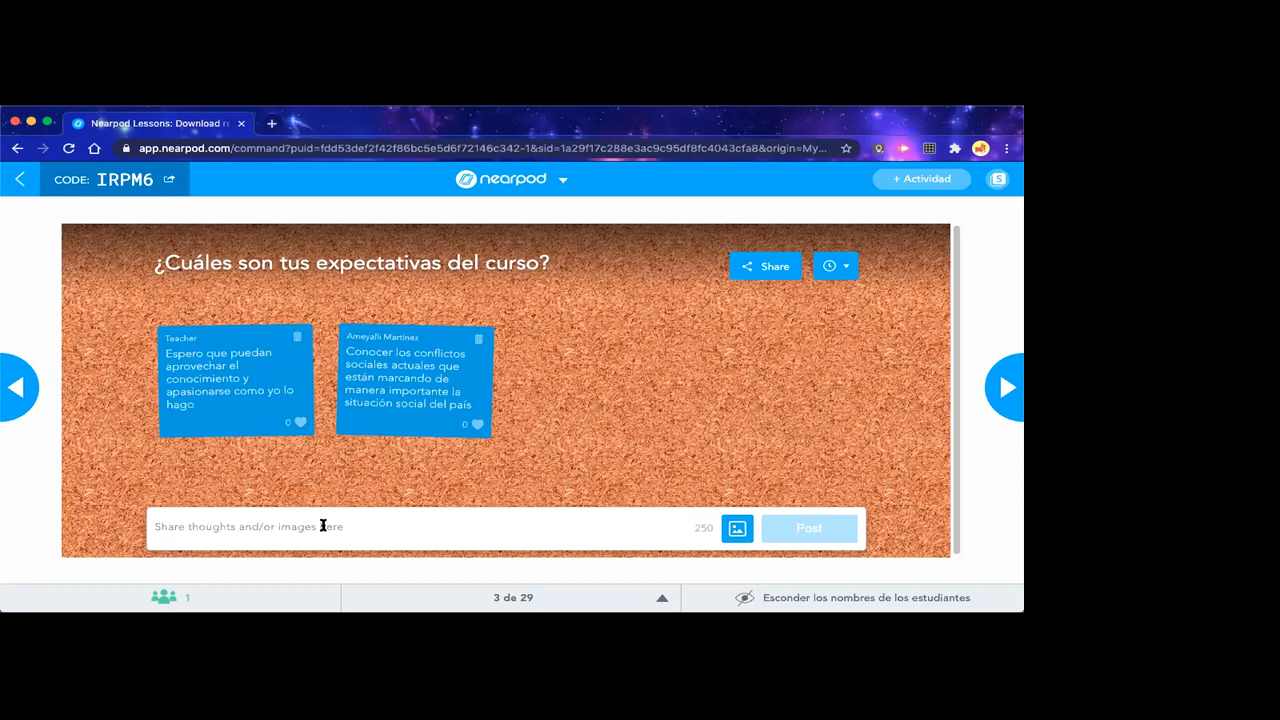 Nearpod Lessons: Download r
app.nearpod.com/command?puid=fdd53def2f42f86bc5e5d6f72146c342-1&sid=1a29f17c288e3ac9c95df8fc4043cfa8&origin=My...
CODE: IRPM6
nearpod
+ Actividad
S
¿Cuáles son tus expectativas del curso?
Share
Teacher
Espero que puedan
aprovechar el
conocimiento y
apasionarse como yo lo
hago
0
Ameyalli Martínez
Conocer los conflictos
sociales actuales que
están marcando de
manera importante la
situación social del país
0
Share thoughts and/or images here
250
Post
1
3 de 29
Esconder los nombres de los estudiantes